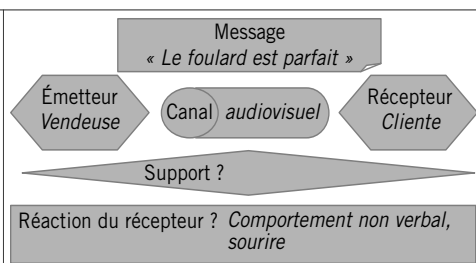 Message
« Le foulard est parfait »
Émetteur
Vendeuse
Canal audiovisuel
Récepteur
Cliente
Support ?
Réaction du récepteur ? Comportement non verbal,
sourire